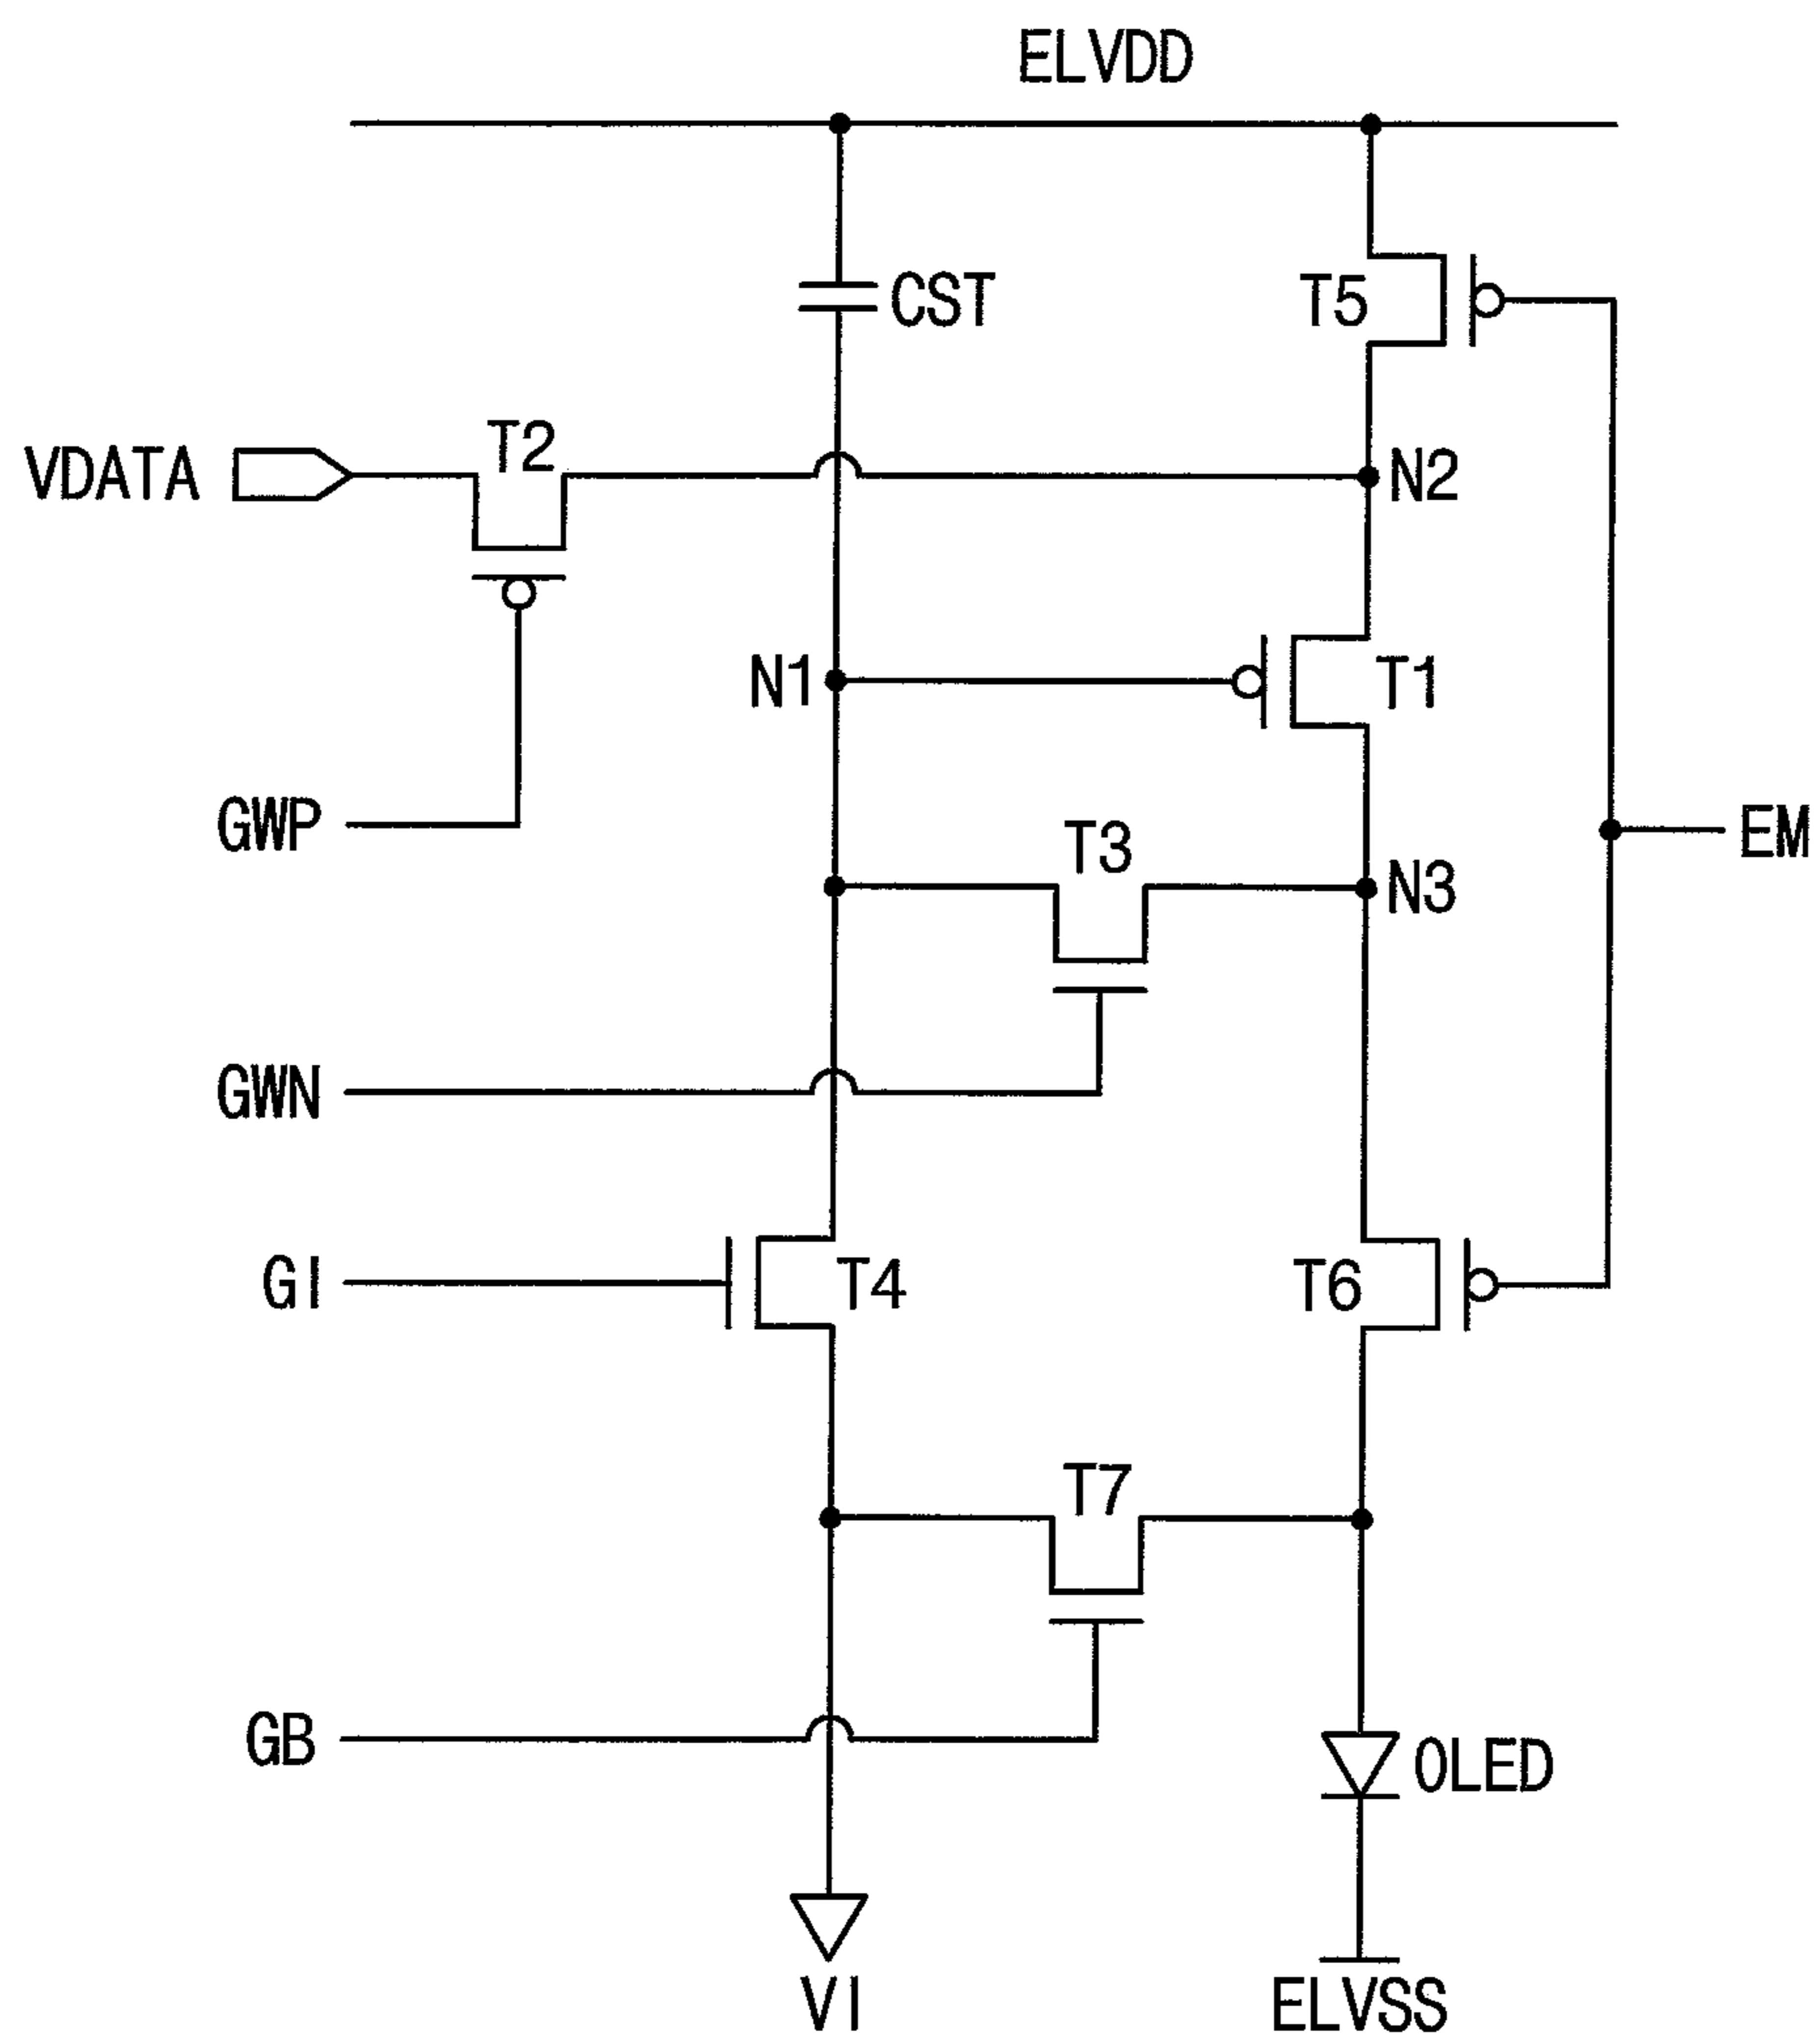 ELVDD
CST
T5
T2
VDATA
N2
N1
T1
GWP
T3
EM
N3
GWN
GI
T4
T6
T7
GB
OLED
VI
ELVSS